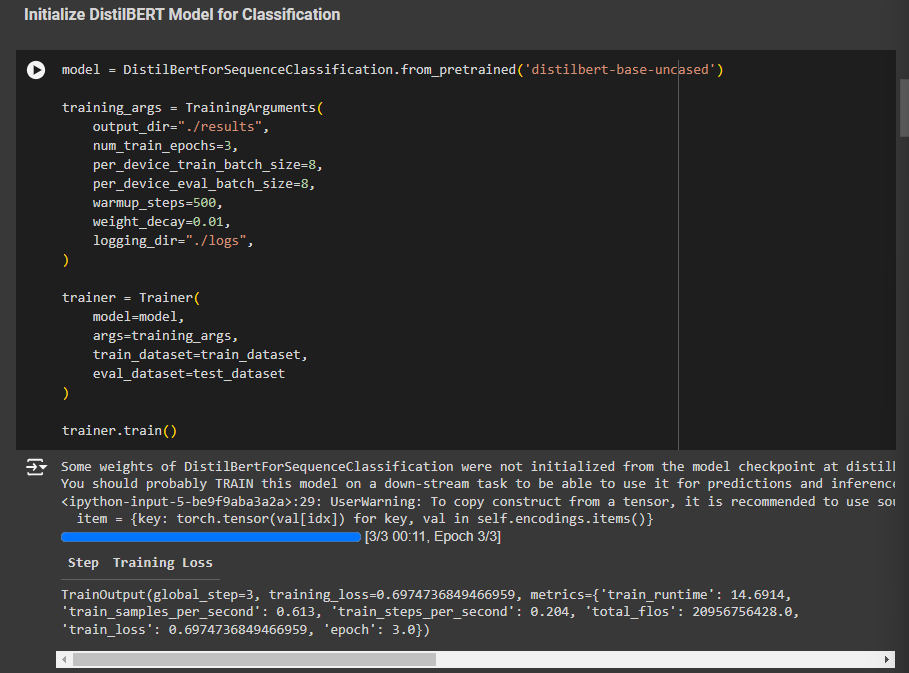 Initialize DistilBERT Model for Classification
model = DistilBertForSequenceClassification.from_pretrained('distilbert-base-uncased')
training_args = TrainingArguments(
output_dir="./results",
num_train_epochs=3,
per_device_train_batch_size=8,
per_device_eval_batch_size=8,
warmup_steps=500,
weight_decay=0.01,
logging_dir="./logs",
)
trainer = Trainer(
model=model,
args=training_args,
train_dataset=train_dataset,
eval_dataset=test_dataset
)
trainer.train()
Some weights of DistilBertForSequenceClassification were not initialized from the model checkpoint at distil
You should probably TRAIN this model on a down-stream task to be able to use it for predictions and inference
<ipython-input-5-be9f9aba3a2a>:29: UserWarning: To copy construct from a tensor, it is recommended to use sou
item = {key: torch.tensor(val[idx]) for key, val in self.encodings.items()}
[3/3 00:11, Epoch 3/3]
Step Training Loss
TrainOutput(global_step=3, training_loss=0.6974736849466959, metrics={'train_runtime': 14.6914,
'train_samples_per_second': 0.613, 'train_steps_per_second': 0.204, 'total_flos': 20956756428.0,
'train_loss': 0.6974736849466959, 'epoch': 3.0})